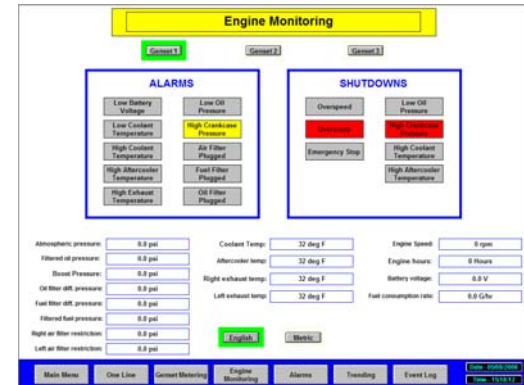 Engine Monitoring
Genset 1
Genset 2
Genset 3
ALARMS
SHUTDOWNS
Low Battery
Voltage
Low Oil
Pressure
Low Coolant
Temperature
High Crankcase
Pressure
High Coolant
Temperature
Air Filter
Plugged
High Aftercooler
Temperature
Fuel Filter
Plugged
High Exhaust
Temperature
Oil Filter
Plugged
Overspeed
Low Oil
Pressure
Overcrank
High Crankcase
Pressure
Emergency Stop
High Coolant
Temperature
High Aftercooler
Temperature
Atmospheric pressure: 0.0 psi
Filtered oil pressure: 0.0 psi
Boost Pressure: 0.0 psi
Oil filter diff. pressure: 0.0 psi
Fuel filter diff. pressure: 0.0 psi
Filtered fuel pressure: 0.0 psi
Right air filter restriction: 0.0 psi
Left air filter restriction: 0.0 psi
Coolant Temp: 32 deg F
Aftercooler temp: 32 deg F
Right exhaust temp: 32 deg F
Left exhaust temp: 32 deg F
Engine Speed: 0 rpm
Engine hours: 0 Hours
Battery voltage: 0.0 V
Fuel consumption rate: 0.0 G/hr
English
Metric
Main Menu
One Line
Genset Metering
Engine
Monitoring
Alarms
Trending
Event Log